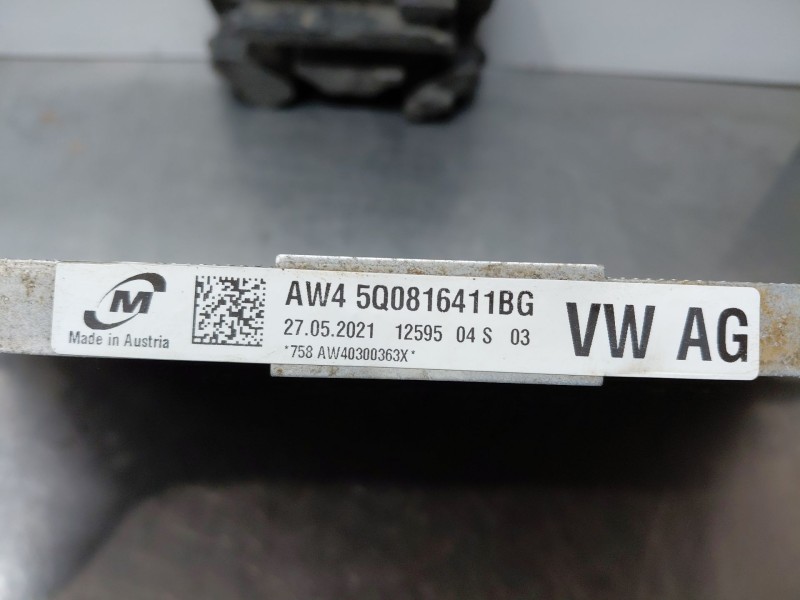 M
Made in Austria
AW4 5Q0816411BG
27.05.2021 12595 04 S 03
*758 AW40300363X*
VW AG